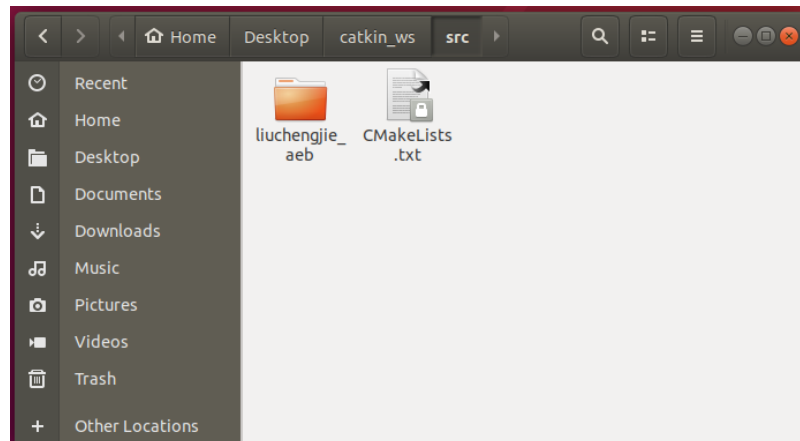 Home Desktop catkin_ws src
Recent
Home
Desktop
Documents
Downloads
Music
Pictures
Videos
Trash
Other Locations
liuchengjie_
aeb
CMakeLists
.txt